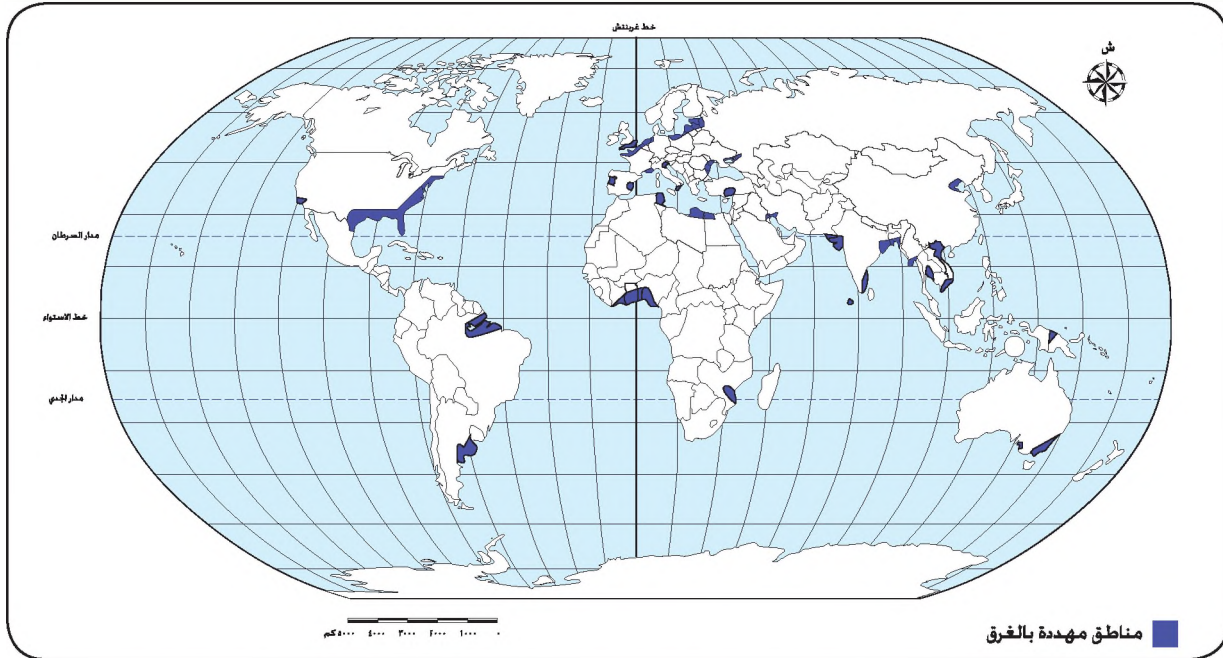 خط غرينتش
ش
مدار السرطان
خط الاستواء
مدار الجدي
٥٠٠٠ كم ٤٠٠٠ ٣٠٠٠ ٢٠٠٠ ١٠٠٠ ٠
مناطق مهددة بالغرق